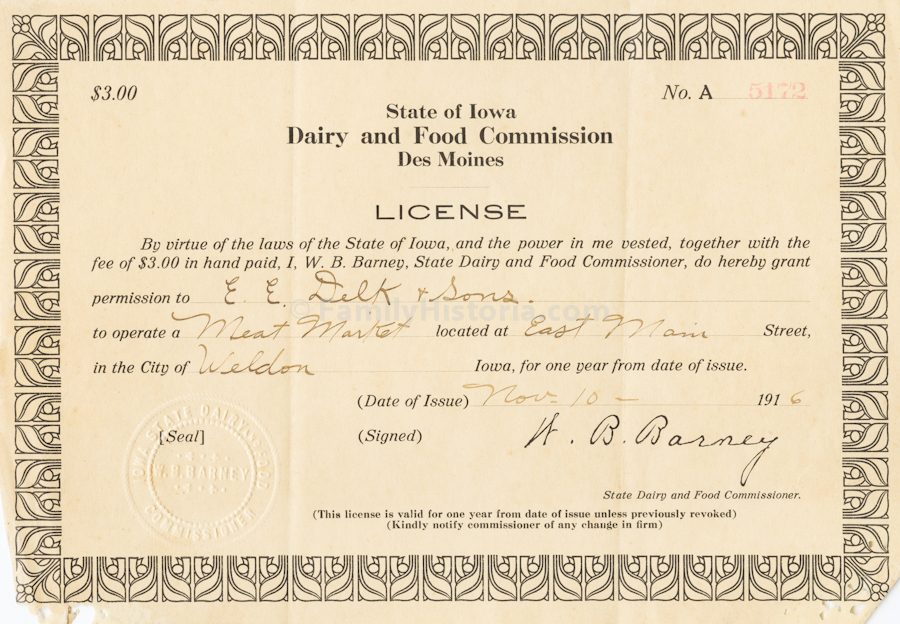 $3.00
No. A 5172
State of Iowa
Dairy and Food Commission
Des Moines
LICENSE
By virtue of the laws of the State of Iowa, and the power in me vested, together with the
fee of $3.00 in hand paid, I, W. B. Barney, State Dairy and Food Commissioner, do hereby grant
permission to E. E. Delk & Sons.
©FamilyHistoria.com
to operate a Meat Market located at East Main Street,
in the City of Weldon Iowa, for one year from date of issue.
(Date of Issue) Nov- 10 - 1916
[Seal] (Signed) W. B. Barney
IOWA STATE DAIRY & FOOD
W. B. BARNEY
COMMISSIONER
State Dairy and Food Commissioner.
(This license is valid for one year from date of issue unless previously revoked)
(Kindly notify commissioner of any change in firm)